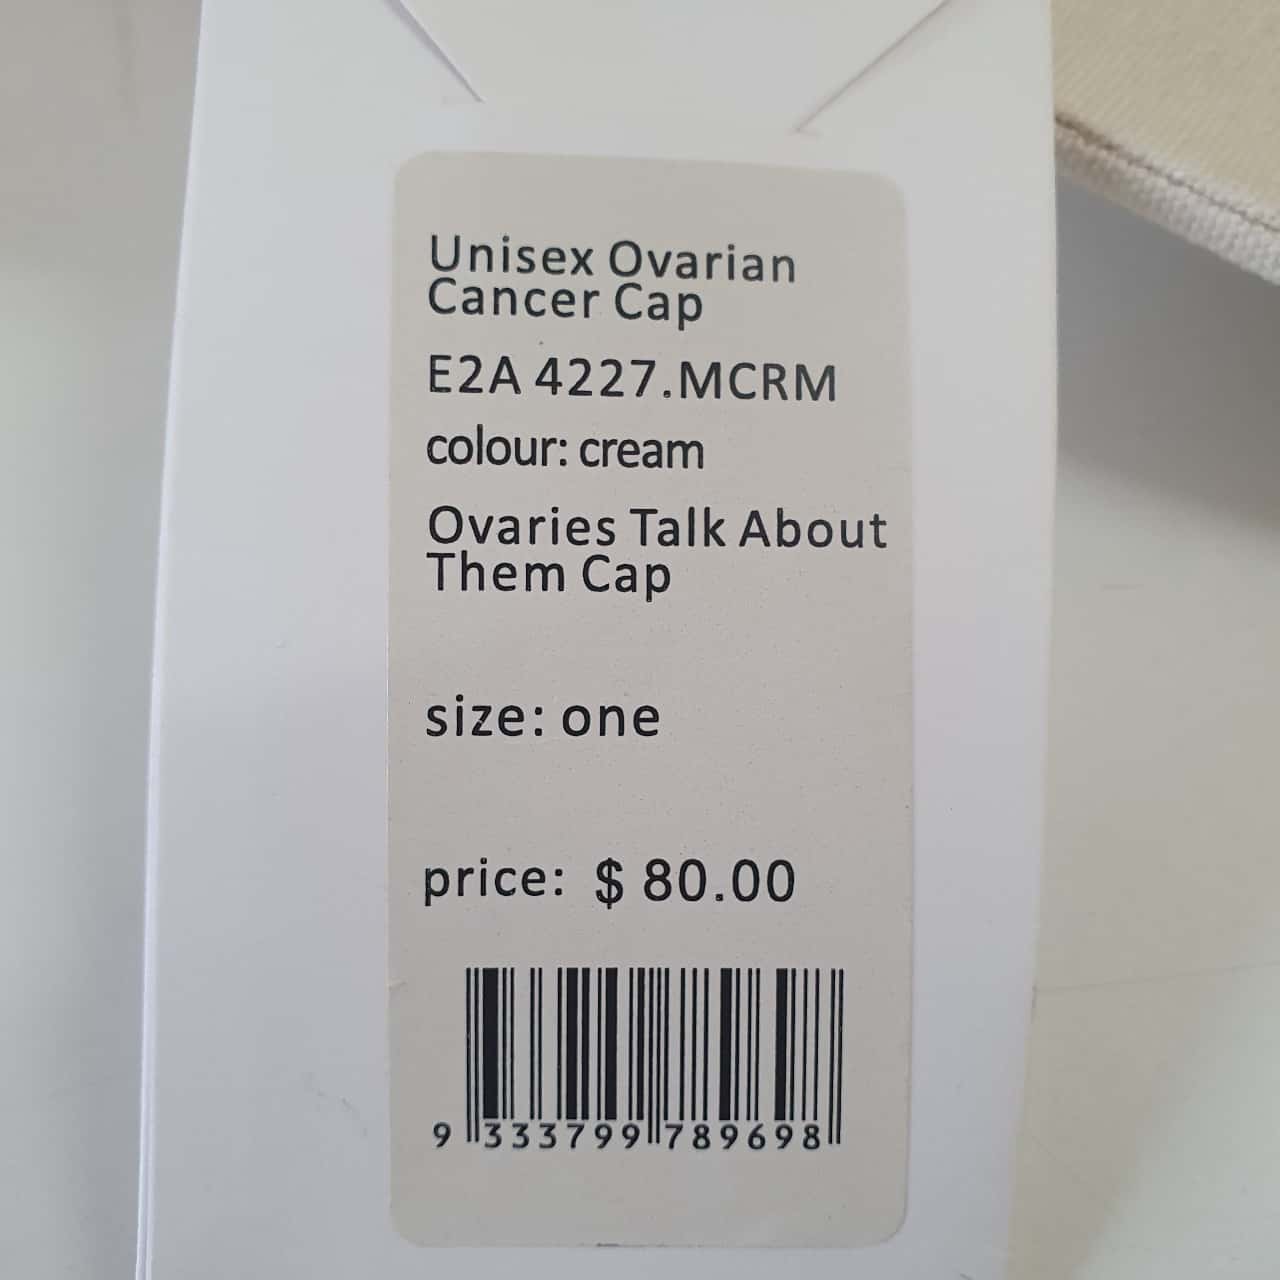 Unisex Ovarian
Cancer Cap
E2A 4227.MCRM
colour: cream
Ovaries Talk About
Them Cap
size: one
price: $ 80.00
9 333799 789698